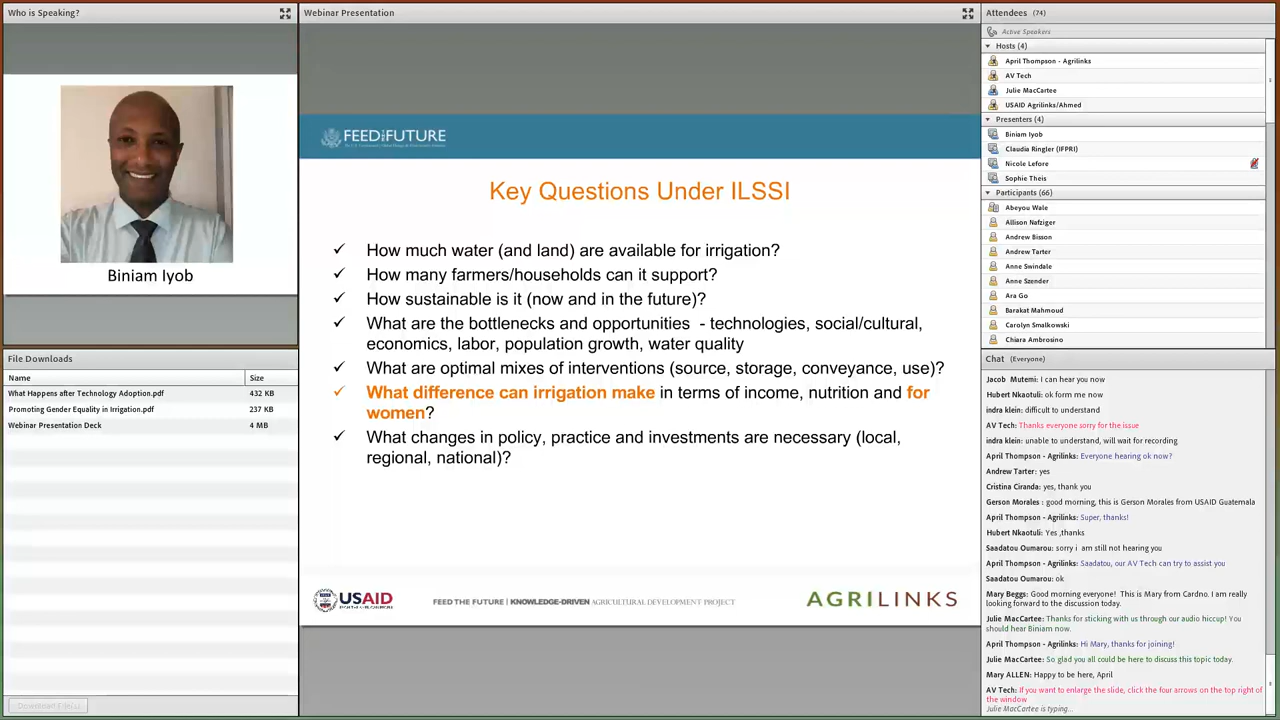 Who is Speaking?
Biniam Iyob
File Downloads
Name Size
What Happens after Technology Adoption.pdf 432 KB
Promoting Gender Equality in Irrigation.pdf 237 KB
Webinar Presentation Deck 4 MB
Download File(s)
Webinar Presentation
FEED THE FUTURE
Key Questions Under ILSSI
✓ How much water (and land) are available for irrigation?
✓ How many farmers/households can it support?
✓ How sustainable is it (now and in the future)?
✓ What are the bottlenecks and opportunities - technologies, social/cultural,
economics, labor, population growth, water quality
✓ What are optimal mixes of interventions (source, storage, conveyance, use)?
✓ What difference can irrigation make in terms of income, nutrition and for
women?
✓ What changes in policy, practice and investments are necessary (local,
regional, national)?
USAID
FEED THE FUTURE | KNOWLEDGE-DRIVEN AGRICULTURAL DEVELOPMENT PROJECT
AGRILINKS
Attendees (74)
Active Speakers
Hosts (4)
April Thompson - Agrilinks
AV Tech
Julie MacCartee
USAID Agrilinks/Ahmed
Presenters (4)
Biniam Iyob
Claudia Ringler (IFPRI)
Nicole Lefore
Sophie Theis
Participants (66)
Abeyou Wale
Allison Nafziger
Andrew Bisson
Andrew Tarter
Anne Swindale
Anne Szender
Ara Go
Barakat Mahmoud
Carolyn Smalkowski
Chiara Ambrosino
Chat (Everyone)
Jacob Mutemi: I can hear you now
Hubert Nkaotuli: ok form me now
indra klein: difficult to understand
AV Tech: Thanks everyone sorry for the issue
indra klein: unable to understand, will wait for recording
April Thompson - Agrilinks: Everyone hearing ok now?
Andrew Tarter: yes
Cristina Ciranda: yes, thank you
Gerson Morales : good morning, this is Gerson Morales from USAID Guatemala
April Thompson - Agrilinks: Super, thanks!
Hubert Nkaotuli: Yes ,thanks
Saadatou Oumarou: sorry i am still not hearing you
April Thompson - Agrilinks: Saadatou, our AV Tech can try to assist you
Saadatou Oumarou: ok
Mary Beggs: Good morning everyone! This is Mary from Cardno. I am really
looking forward to the discussion today.
Julie MacCartee: Thanks for sticking with us through our audio hiccup! You
should hear Biniam now.
April Thompson - Agrilinks: Hi Mary, thanks for joining!
Julie MacCartee: So glad you all could be here to discuss this topic today.
Mary ALLEN: Happy to be here, April
AV Tech: If you want to enlarge the slide, click the four arrows on the top right of
the window
Julie MacCartee is typing...